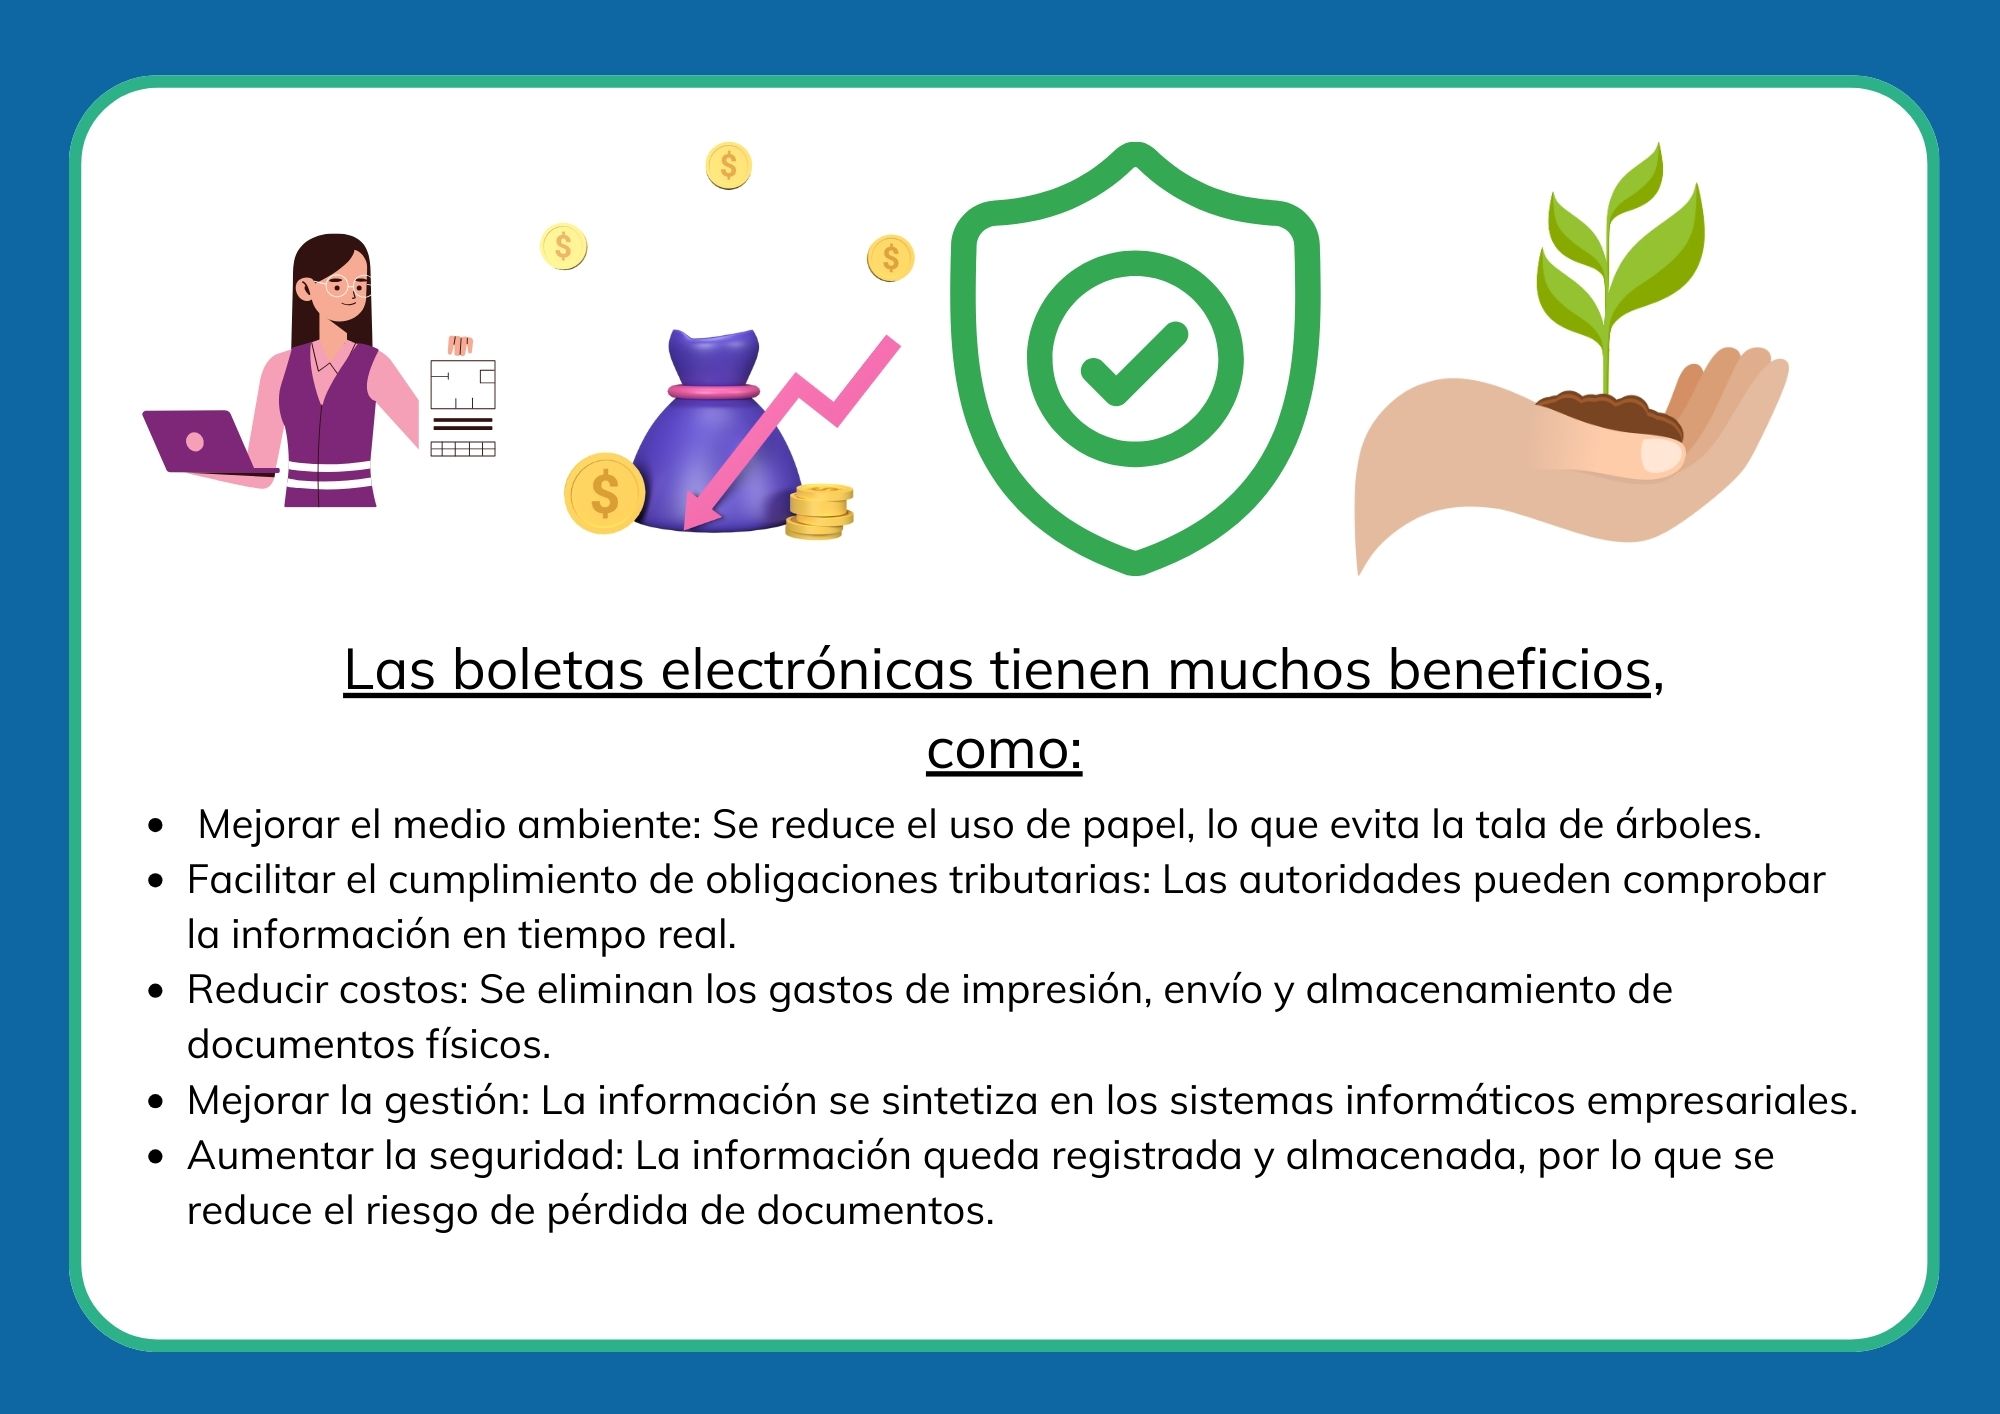 Las boletas electrónicas tienen muchos beneficios,
como:
• Mejorar el medio ambiente: Se reduce el uso de papel, lo que evita la tala de árboles.
• Facilitar el cumplimiento de obligaciones tributarias: Las autoridades pueden comprobar
la información en tiempo real.
• Reducir costos: Se eliminan los gastos de impresión, envío y almacenamiento de
documentos físicos.
• Mejorar la gestión: La información se sintetiza en los sistemas informáticos empresariales.
• Aumentar la seguridad: La información queda registrada y almacenada, por lo que se
reduce el riesgo de pérdida de documentos.